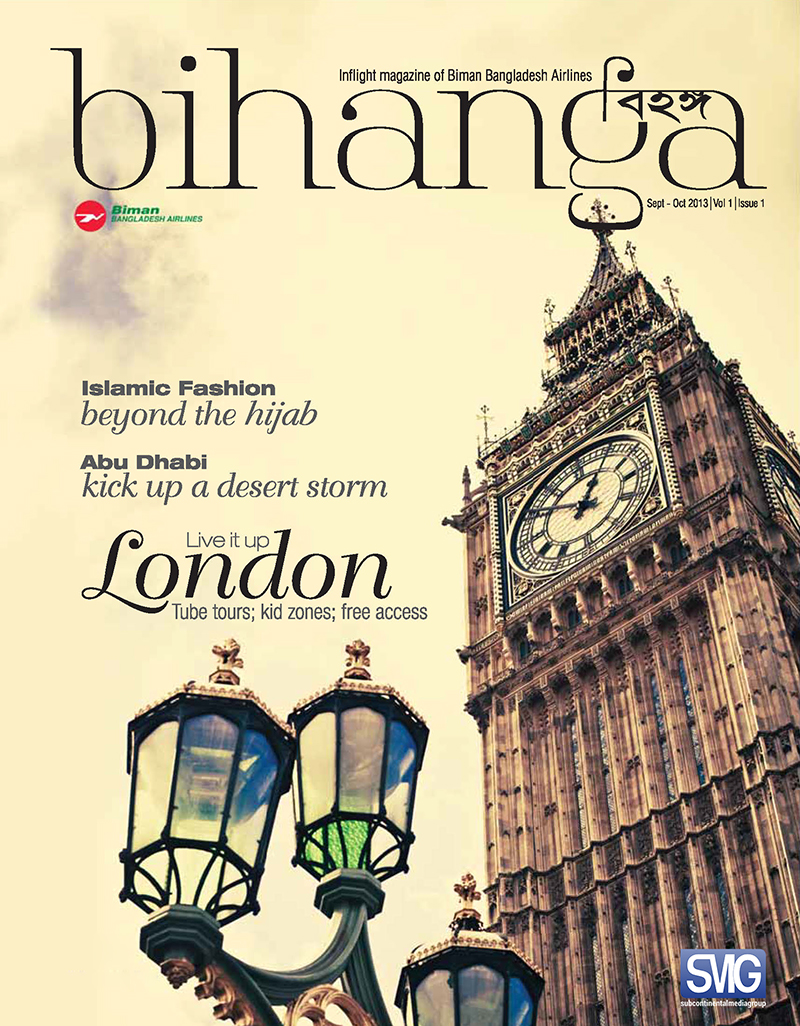 Inflight magazine of Biman Bangladesh Airlines
bihanga
বিহঙ্গ
Sept - Oct 2013 | Vol 1 | Issue 1
Biman
BANGLADESH AIRLINES
Islamic Fashion
beyond the hijab
Abu Dhabi
kick up a desert storm
Live it up
London
Tube tours; kid zones; free access
SMG
subcontinentalmediagroup